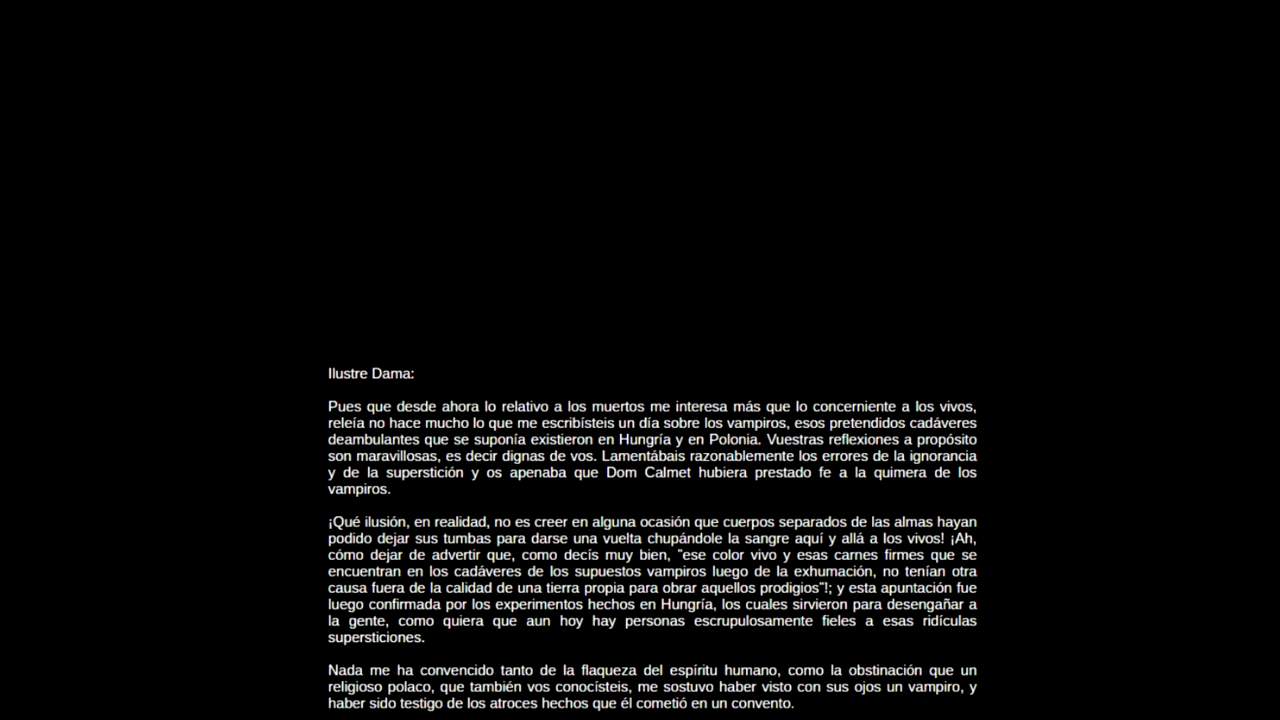 Ilustre Dama:
Pues que desde ahora lo relativo a los muertos me interesa más que lo concerniente a los vivos,
releía no hace mucho lo que me escribísteis un día sobre los vampiros, esos pretendidos cadáveres
deambulantes que se suponía existieron en Hungría y en Polonia. Vuestras reflexiones a propósito
son maravillosas, es decir dignas de vos. Lamentábais razonablemente los errores de la ignorancia
y de la superstición y os apenaba que Dom Calmet hubiera prestado fe a la quimera de los
vampiros.
¡Qué ilusión, en realidad, no es creer en alguna ocasión que cuerpos separados de las almas hayan
podido dejar sus tumbas para darse una vuelta chupándole la sangre aquí y allá a los vivos! ¡Ah,
cómo dejar de advertir que, como decís muy bien, "ese color vivo y esas carnes firmes que se
encuentran en los cadáveres de los supuestos vampiros luego de la exhumación, no tenían otra
causa fuera de la calidad de una tierra propia para obrar aquellos prodigios"!; y esta apuntación fue
luego confirmada por los experimentos hechos en Hungría, los cuales sirvieron para desengañar a
la gente, como quiera que aun hoy hay personas escrupulosamente fieles a esas ridículas
supersticiones.
Nada me ha convencido tanto de la flaqueza del espíritu humano, como la obstinación que un
religioso polaco, que también vos conocísteis, me sostuvo haber visto con sus ojos un vampiro, y
haber sido testigo de los atroces hechos que él cometió en un convento.